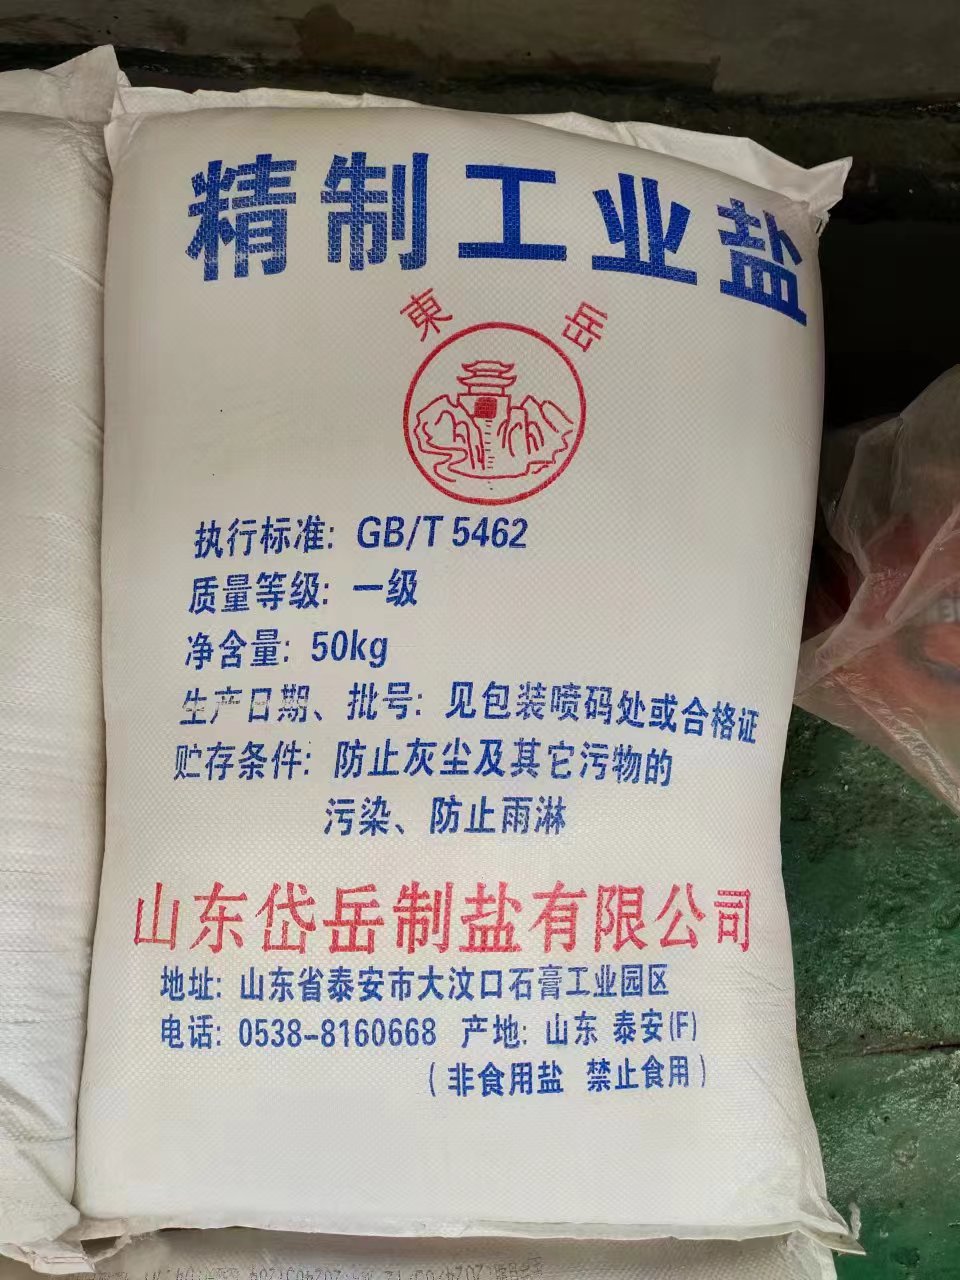 精制工业盐
東岳
执行标准: GB/T 5462
质量等级: 一级
净含量: 50kg
生产日期、批号: 见包装喷码处或合格证
贮存条件: 防止灰尘及其它污物的
污染、防止雨淋
山东岱岳制盐有限公司
地址: 山东省泰安市大汶口石膏工业园区
电话: 0538-8160668 产地: 山东 泰安(F)
(非食用盐 禁止食用)